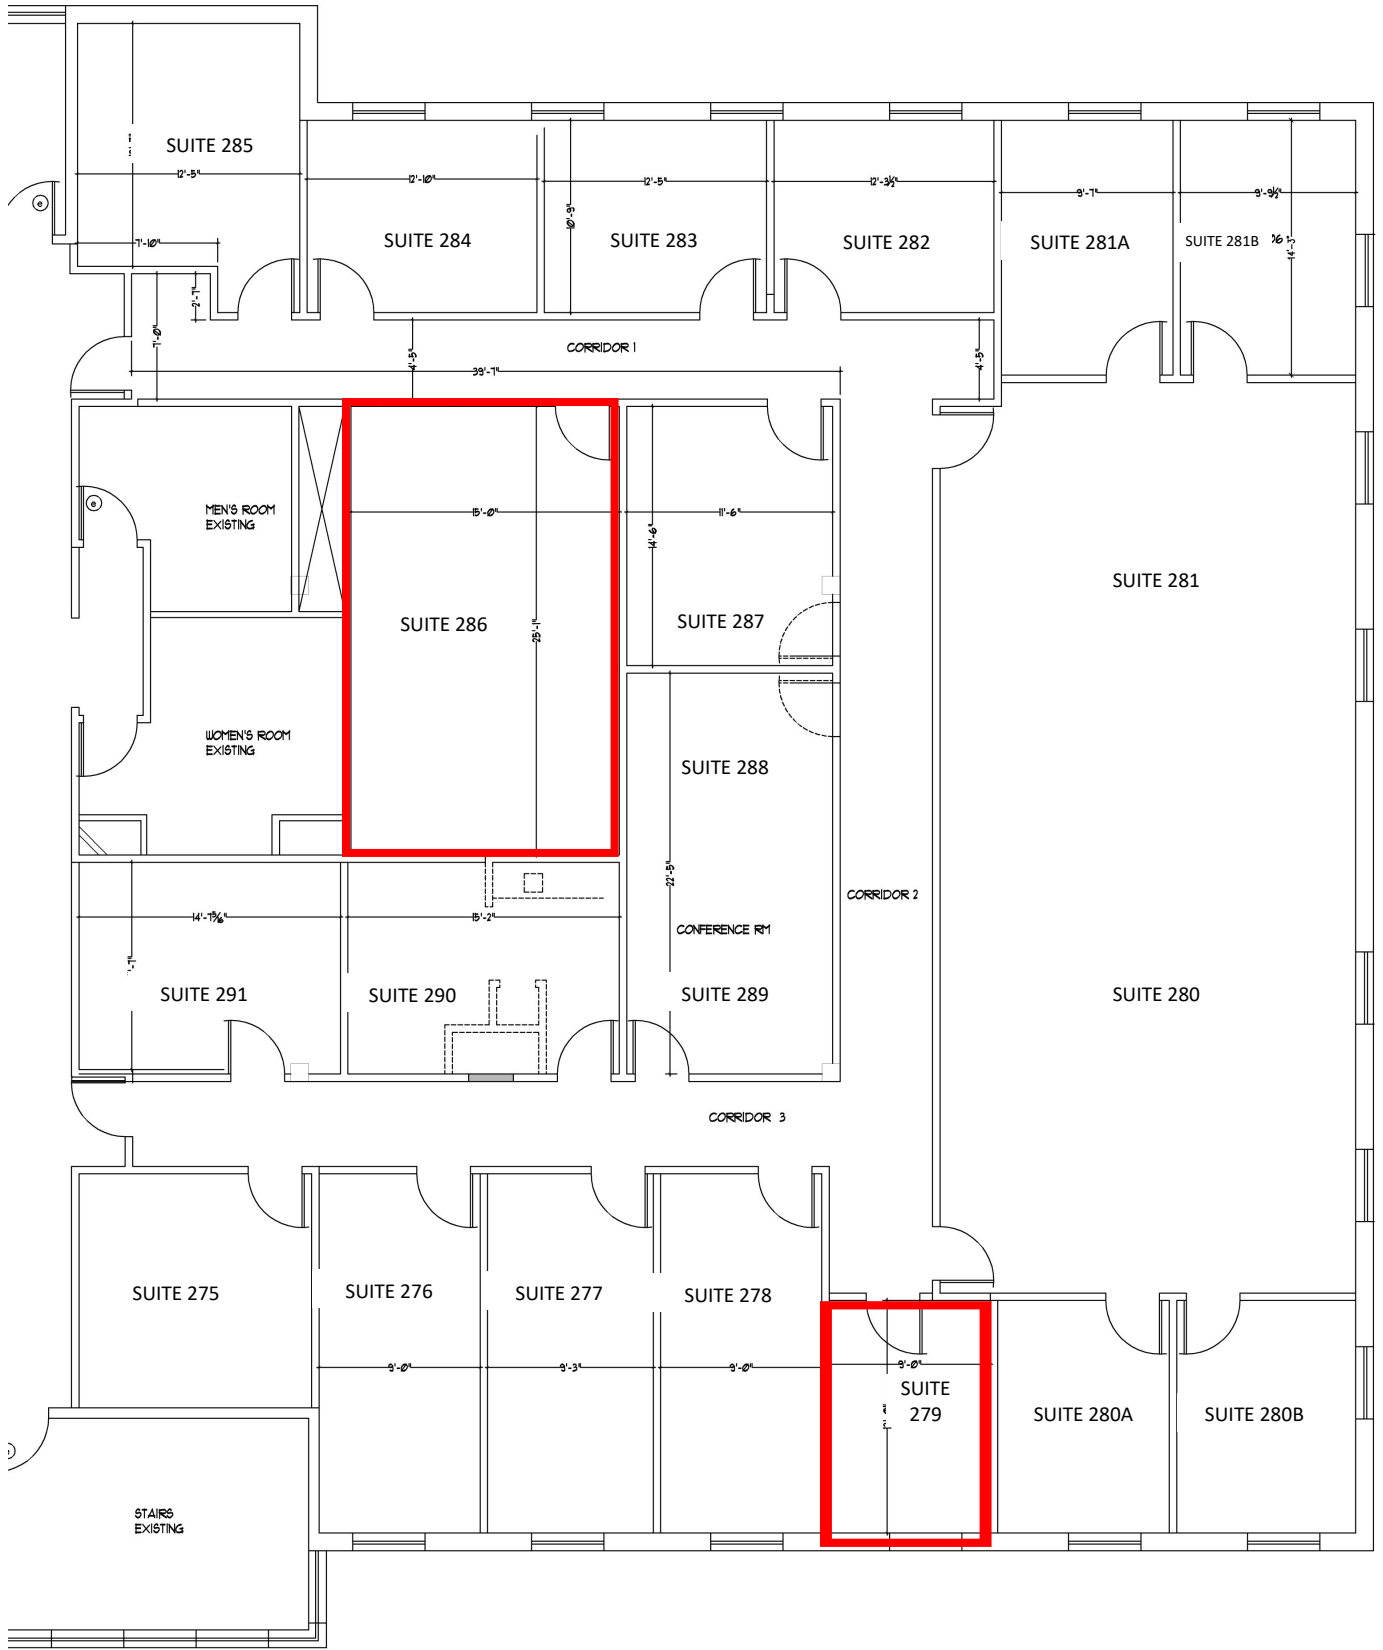 SUITE 285
12'-5"
7'-10"
2'-7"
7'-0"
12'-10"
SUITE 284
10'-9"
12'-5"
SUITE 283
12'-3½"
SUITE 282
9'-7"
SUITE 281A
9'-9½"
SUITE 281B
14'-3"
CORRIDOR 1
4'-5"
39'-7"
4'-5"
MEN'S ROOM
EXISTING
15'-0"
SUITE 286
25'-1"
11'-6"
14'-6"
SUITE 287
SUITE 281
WOMEN'S ROOM
EXISTING
SUITE 288
22'-5"
CONFERENCE RM
SUITE 289
CORRIDOR 2
SUITE 280
SUITE 291
15'-2"
SUITE 290
CORRIDOR 3
SUITE 275
SUITE 276
9'-0"
SUITE 277
9'-3"
SUITE 278
9'-0"
9'-0"
SUITE
279
SUITE 280A
SUITE 280B
STAIRS
EXISTING